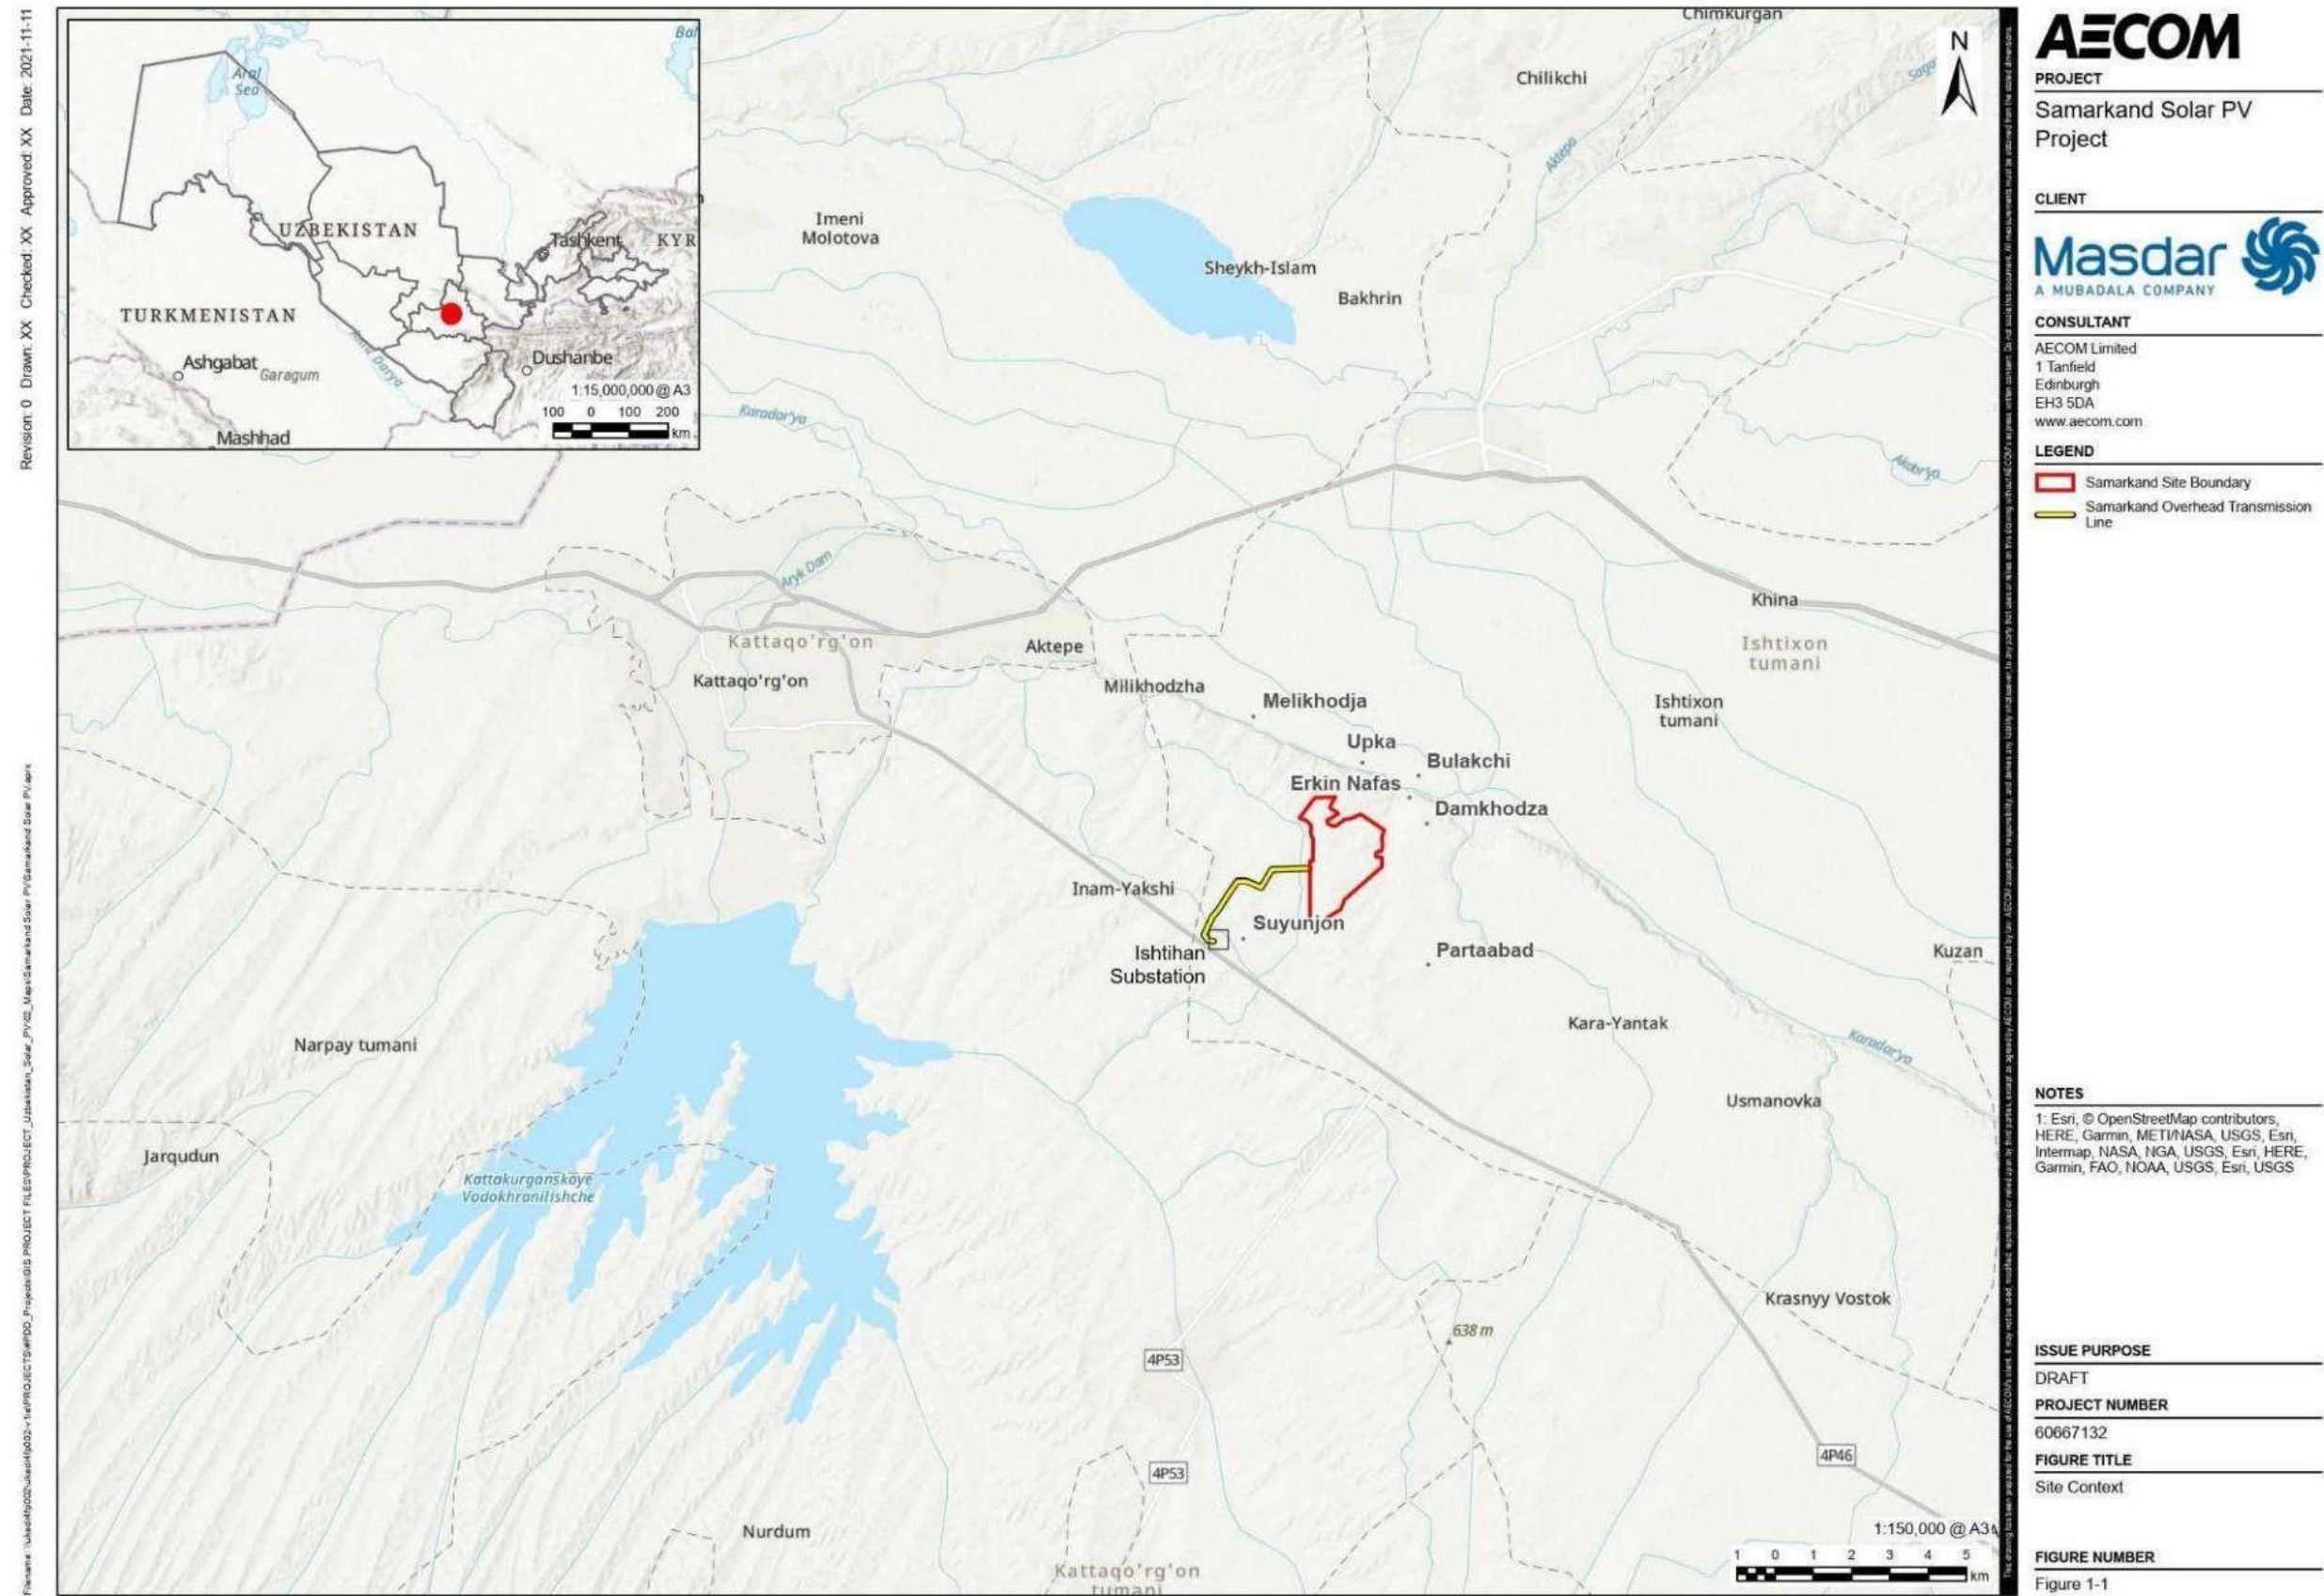 Revision: 0 Drawn: XX Checked: XX Approved: XX Date: 2021-11-11
Bal
Aral
Sea
UZBEKISTAN
Tashkent
KYR
TURKMENISTAN
Ashgabat
Garagum
Amu Darya
Dushanbe
Mashhad
1:15,000,000 @ A3
100 0 100 200
km
Chimkurgan
N
Chilikchi
Aktepa
Imeni
Molotova
Sheykh-Islam
Bakhrin
Karadar'ya
Akdar'ya
Aryk Dam
Khina
Kattaqo'rg'on
Aktepe
Ishtixon
tumani
Kattaqo'rg'on
Milikhodzha
Melikhodja
Ishtixon
tumani
Upka
Bulakchi
Erkin Nafas
Damkhodza
Inam-Yakshi
Suyunjon
Ishtihan
Substation
Partaabad
Kuzan
Kara-Yantak
Narpay tumani
Karadar'ya
Usmanovka
Jarqudun
Kattakurganskoye
Vodokhranilishche
Krasnyy Vostok
638 m
4P53
4P46
4P53
Nurdum
Kattaqo'rg'on
tumani
1:150,000 @ A3
1 0 1 2 3 4 5
km
AECOM
PROJECT
Samarkand Solar PV
Project
CLIENT
Masdar
A MUBADALA COMPANY
CONSULTANT
AECOM Limited
1 Tanfield
Edinburgh
EH3 5DA
www.aecom.com
LEGEND
Samarkand Site Boundary
Samarkand Overhead Transmission
Line
NOTES
1: Esri, © OpenStreetMap contributors,
HERE, Garmin, METI/NASA, USGS, Esri,
Intermap, NASA, NGA, USGS, Esri, HERE,
Garmin, FAO, NOAA, USGS, Esri, USGS
ISSUE PURPOSE
DRAFT
PROJECT NUMBER
60667132
FIGURE TITLE
Site Context
FIGURE NUMBER
Figure 1-1